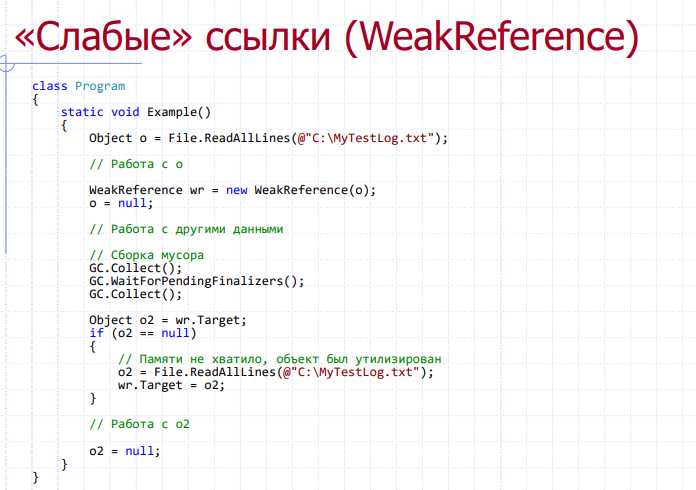 «Слабые» ссылки (WeakReference)
class Program
{
    static void Example()
    {
        Object o = File.ReadAllLines(@"C:\MyTestLog.txt");
        // Работа с o
        WeakReference wr = new WeakReference(o);
        o = null;
        // Работа с другими данными
        // Сборка мусора
        GC.Collect();
        GC.WaitForPendingFinalizers();
        GC.Collect();
        Object o2 = wr.Target;
        if (o2 == null)
        {
            // Памяти не хватило, объект был утилизирован
            o2 = File.ReadAllLines(@"C:\MyTestLog.txt");
            wr.Target = o2;
        }
        // Работа с o2
        o2 = null;
    }
}